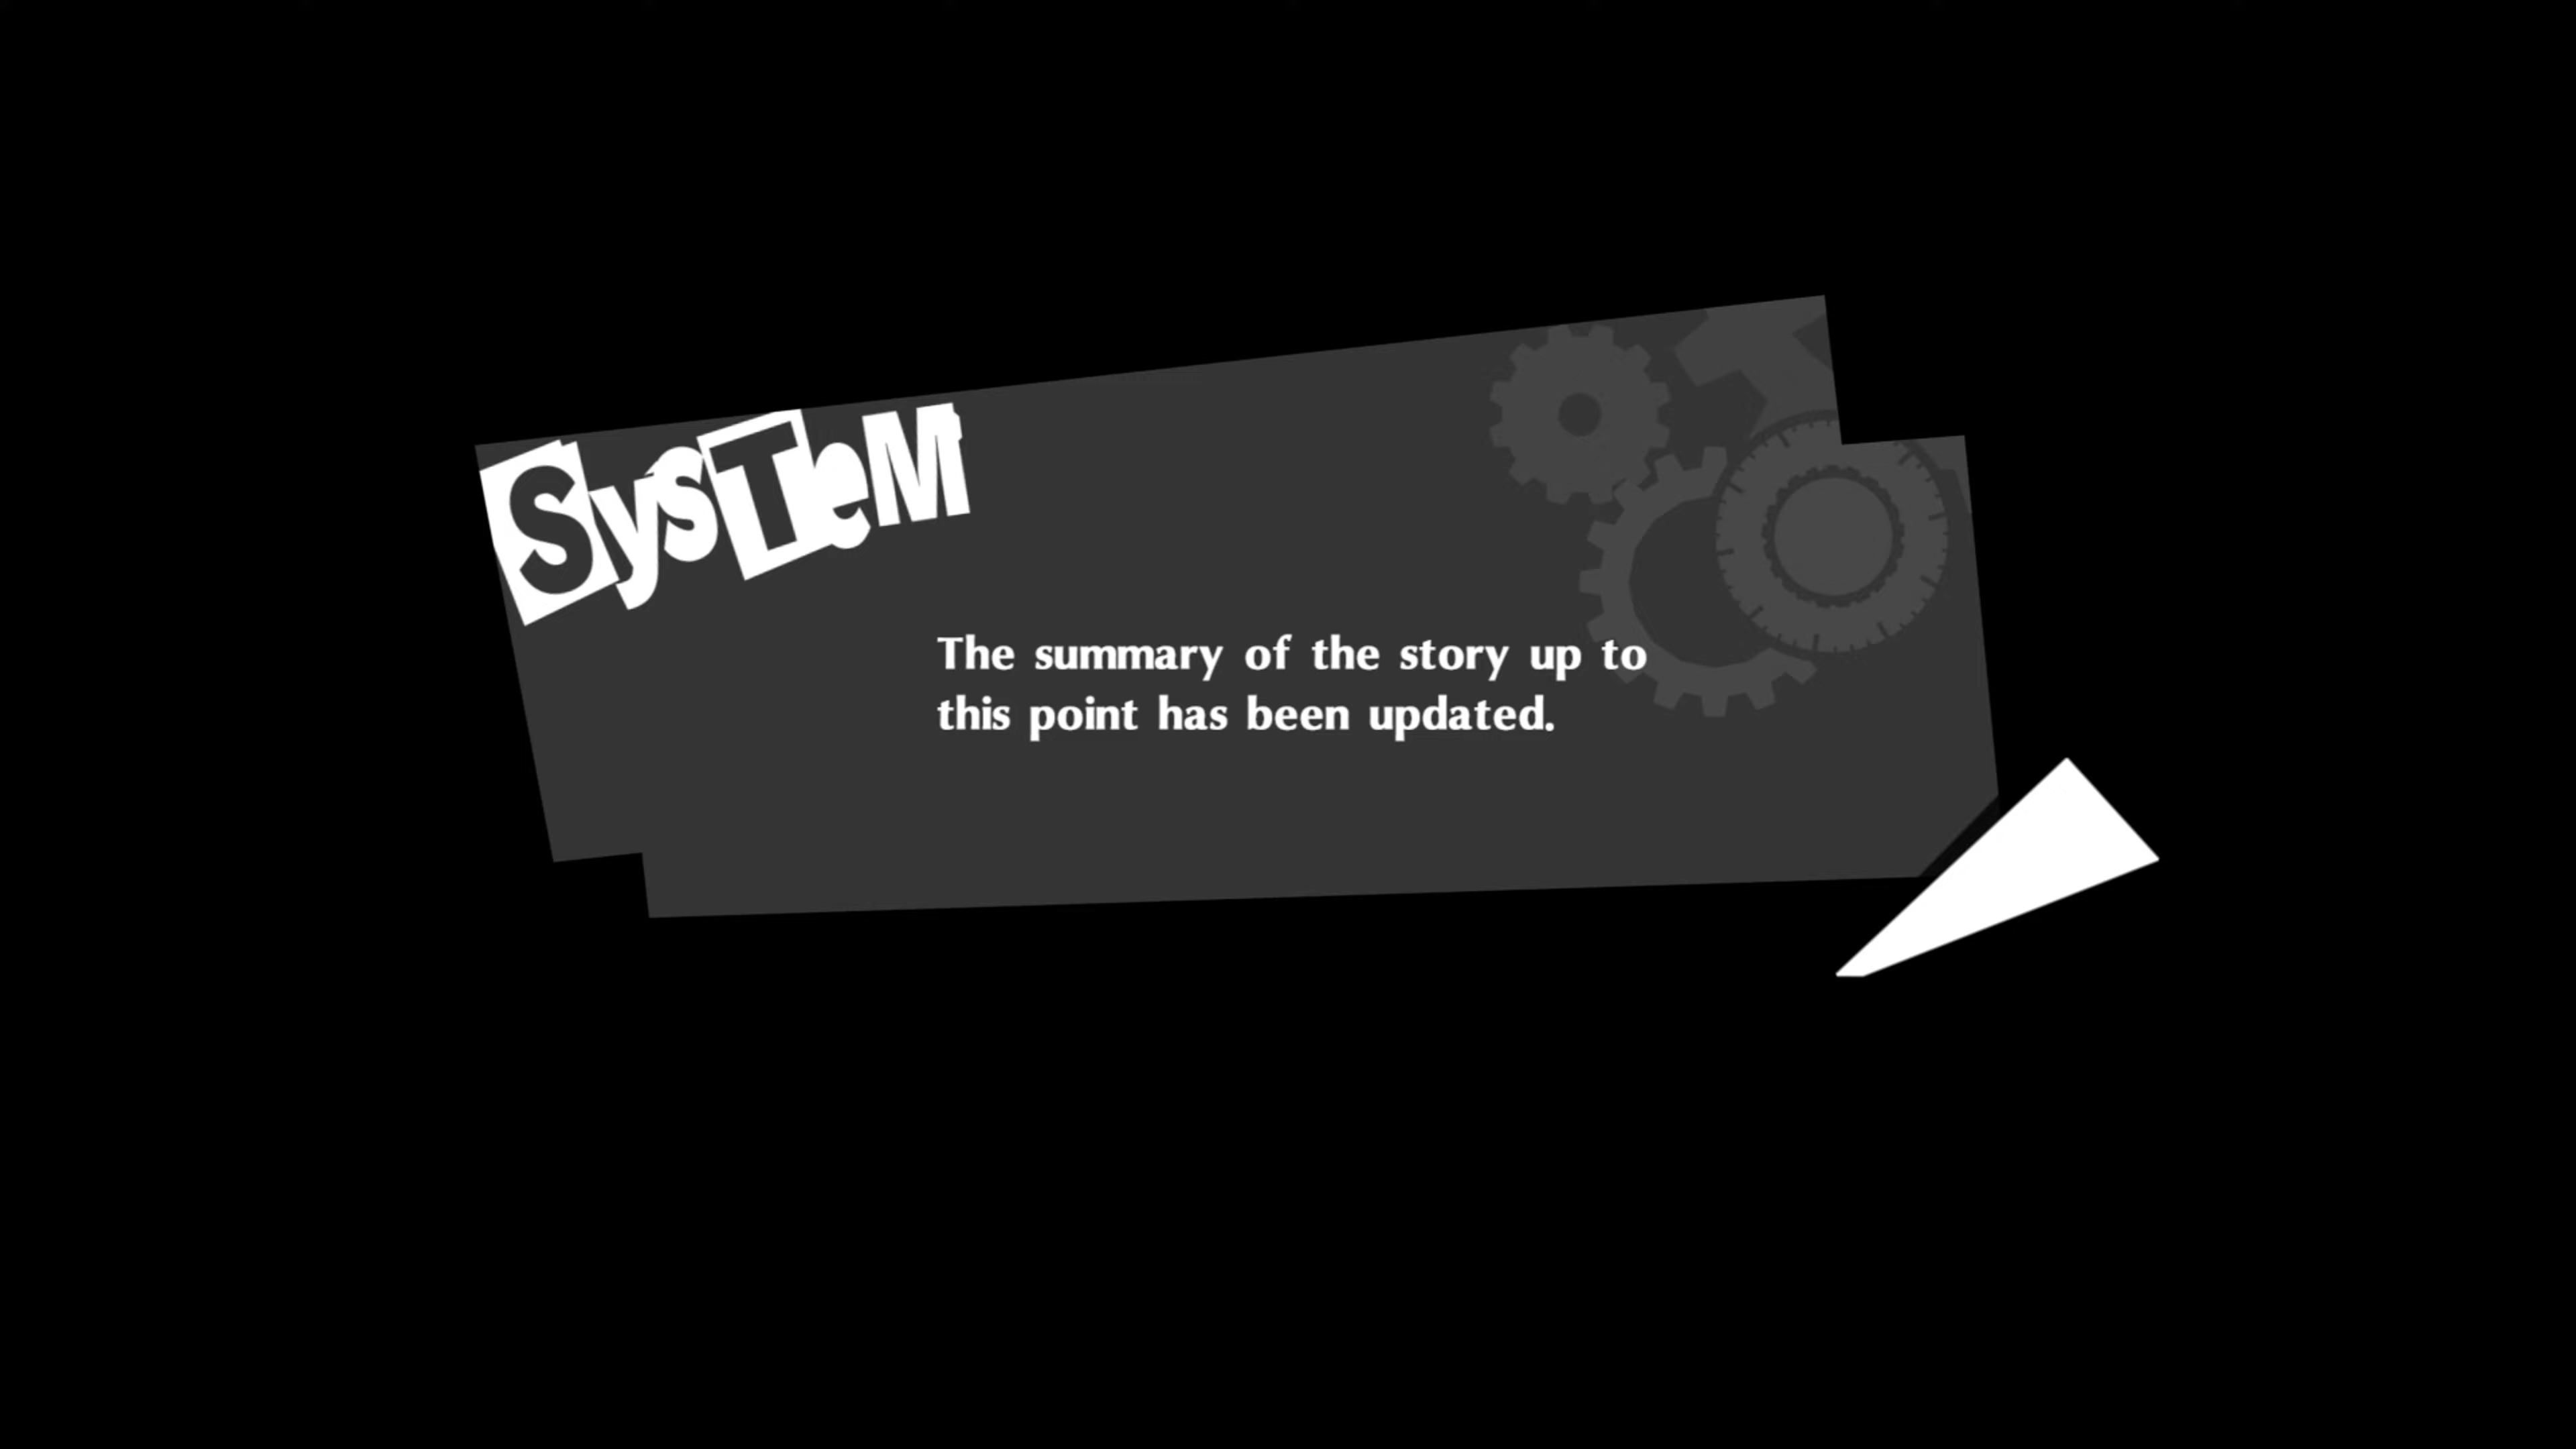 SysTeM
The summary of the story up to
this point has been updated.